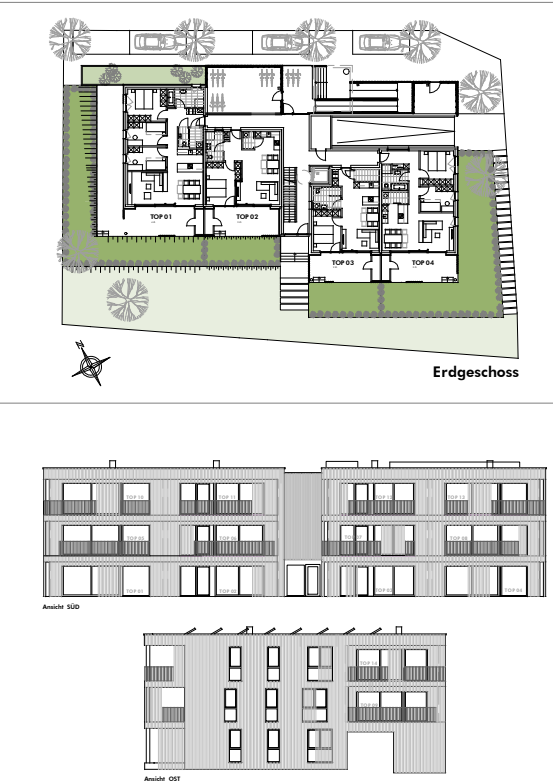 TOP 01
TOP 02
TOP 03
TOP 04
N
Erdgeschoss
TOP 10
TOP 11
TOP 12
TOP 13
TOP 05
TOP 06
TOP 07
TOP 08
TOP 01
TOP 02
TOP 03
TOP 04
Ansicht SÜD
TOP 14
TOP 09
Ansicht OST